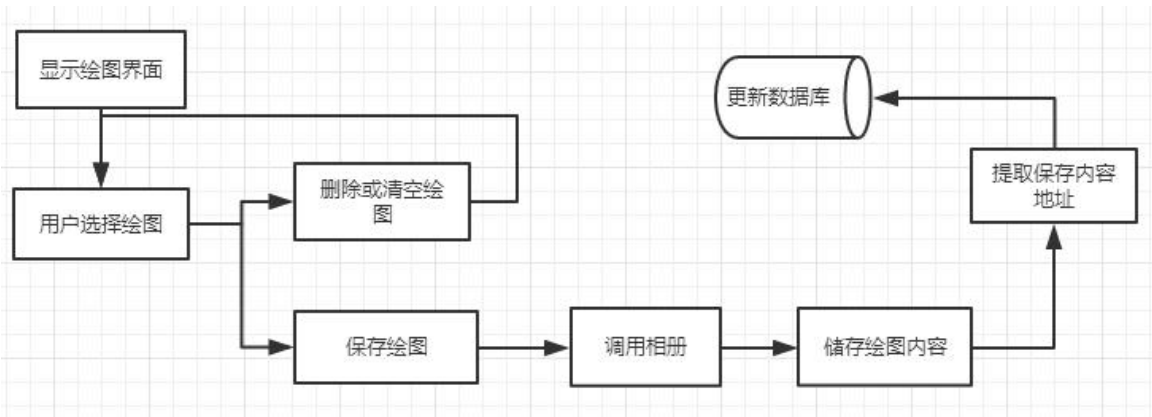 显示绘图界面
更新数据库
提取保存内容
地址
删除或清空绘
图
用户选择绘图
保存绘图
调用相册
储存绘图内容